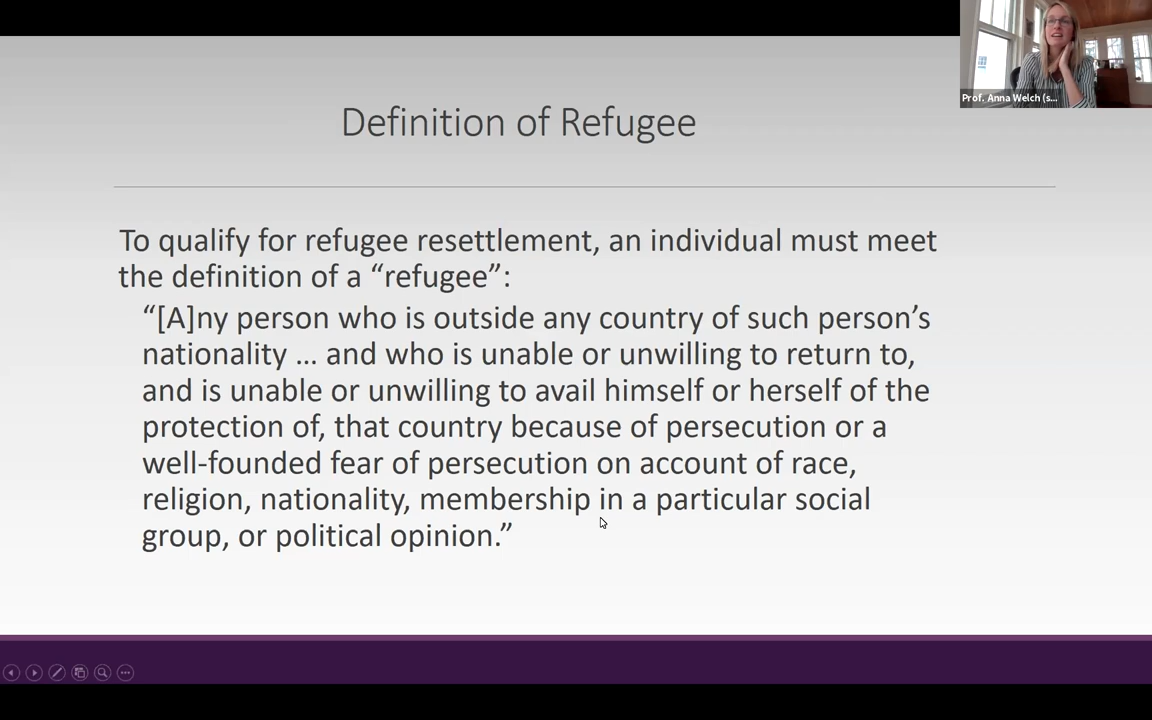 Prof. Anna Welch (s...
Definition of Refugee
To qualify for refugee resettlement, an individual must meet
the definition of a “refugee”:
“[A]ny person who is outside any country of such person’s
nationality … and who is unable or unwilling to return to,
and is unable or unwilling to avail himself or herself of the
protection of, that country because of persecution or a
well-founded fear of persecution on account of race,
religion, nationality, membership in a particular social
group, or political opinion.”